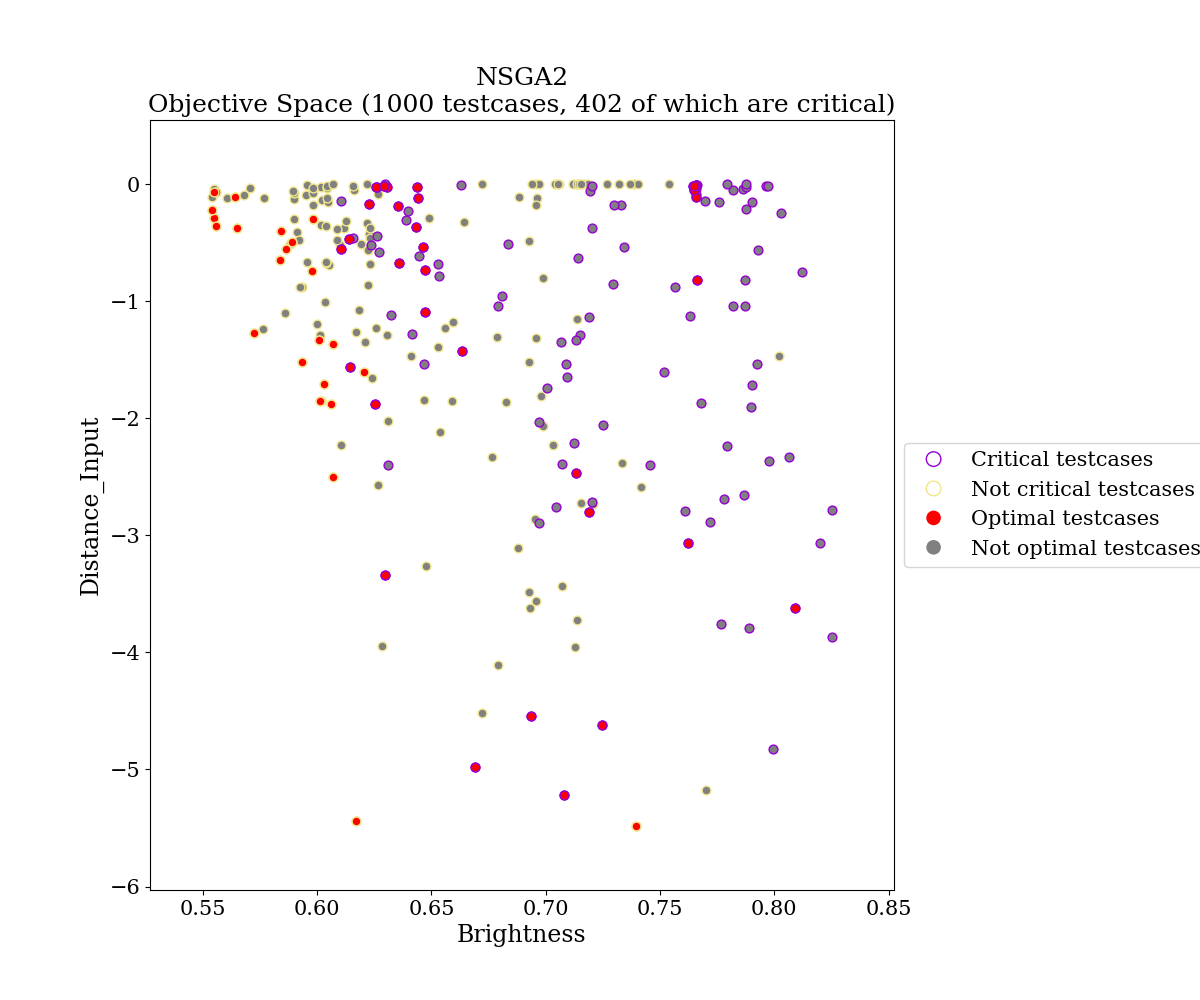 NSGA2
Objective Space (1000 testcases, 402 of which are critical)
0
−1
−2
−3
−4
−5
−6
Distance_Input
0.55 0.60 0.65 0.70 0.75 0.80 0.85
Brightness
Critical testcases
Not critical testcases
Optimal testcases
Not optimal testcases